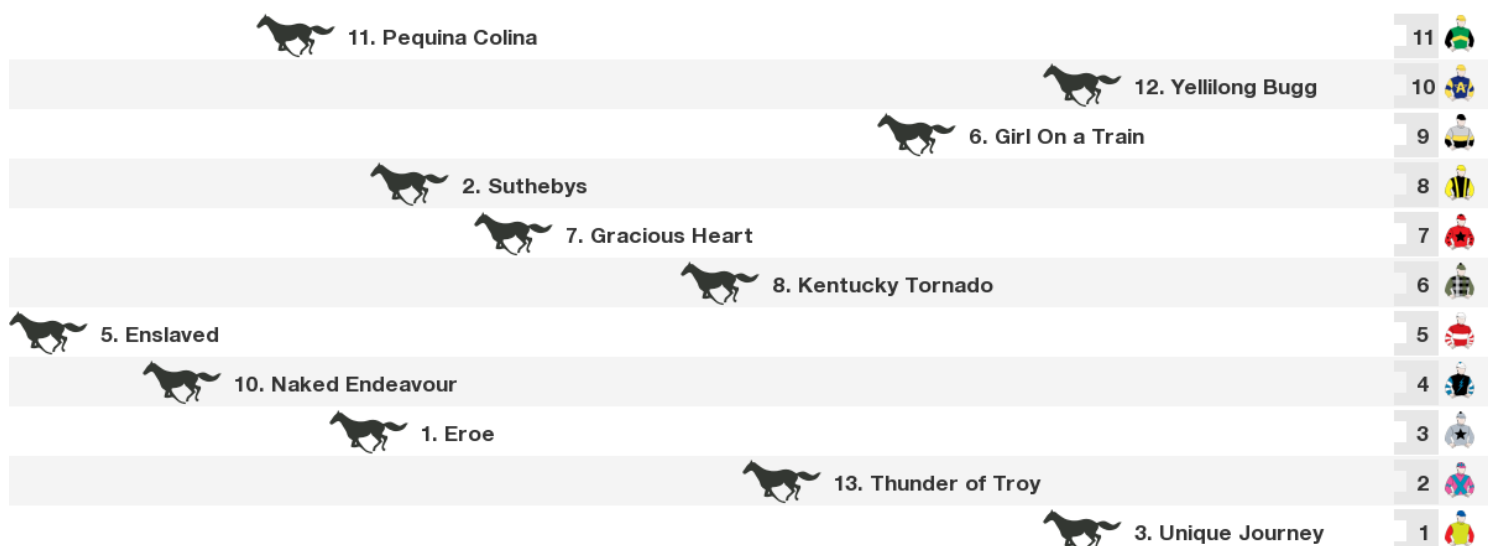 11. Pequina Colina 11
12. Yellilong Bugg 10 A
6. Girl On a Train 9
2. Suthebys 8
7. Gracious Heart 7
8. Kentucky Tornado 6
5. Enslaved 5
10. Naked Endeavour 4
1. Eroe 3
13. Thunder of Troy 2
3. Unique Journey 1